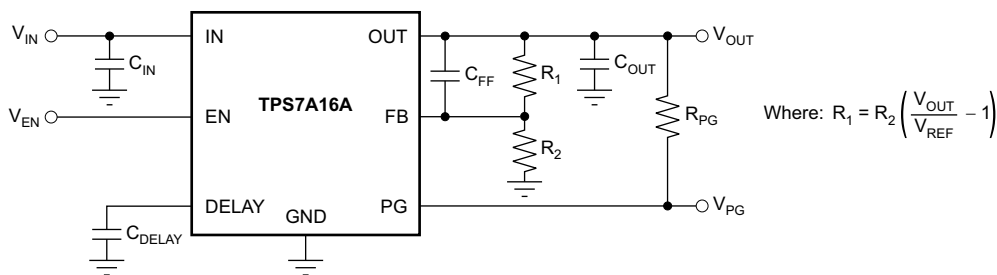 V_IN
IN
OUT
V_OUT
C_IN
C_FF
R_1
C_OUT
TPS7A16A
V_EN
EN
FB
R_PG
Where: R_1 = R_2 ( V_OUT / V_REF − 1 )
R_2
DELAY
GND
PG
V_PG
C_DELAY